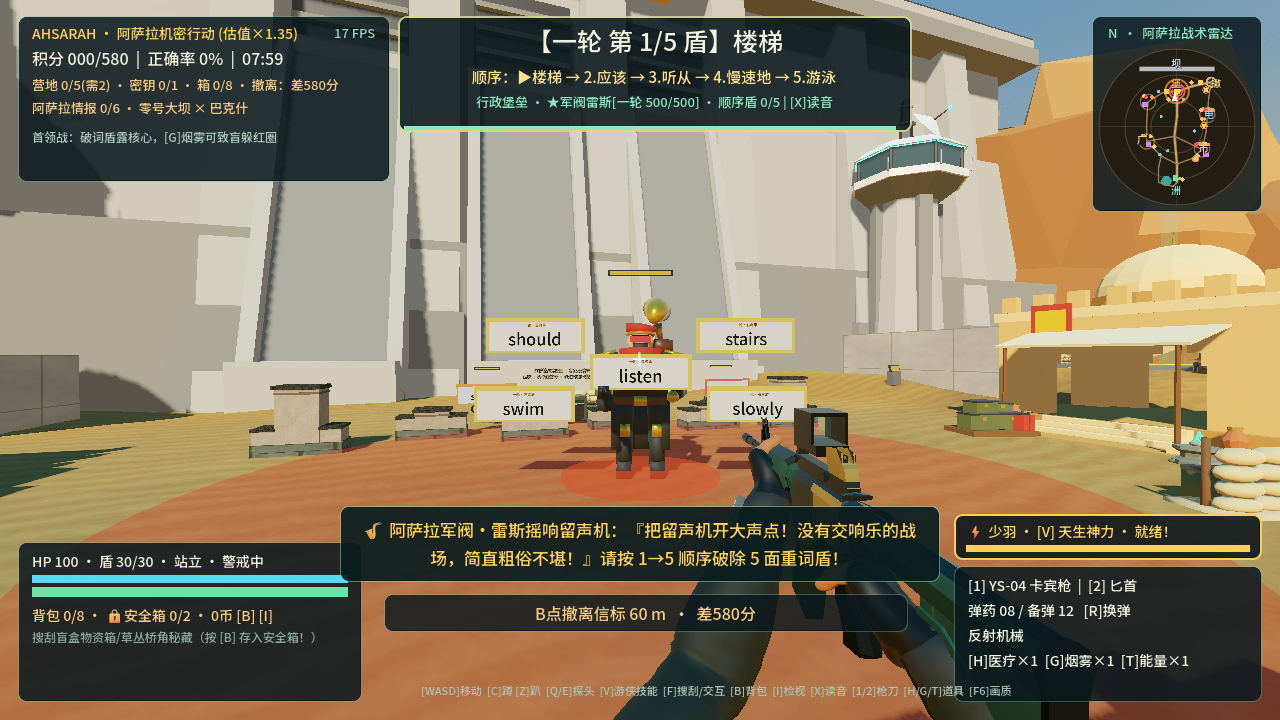 AHSARAH · 阿萨拉机密行动 (估值×1.35) 17 FPS
积分 000/580 | 正确率 0% | 07:59
营地 0/5(需2) · 密钥 0/1 · 箱 0/8 · 撤离：差580分
阿萨拉情报 0/6 · 零号大坝 × 巴克什
首领战：破词盾露核心，[G]烟雾可致盲躲红圈
【一轮 第 1/5 盾】楼梯
顺序：▶楼梯 → 2.应该 → 3.听从 → 4.慢速地 → 5.游泳
行政堡垒 · ★军阀雷斯[一轮 500/500] · 顺序盾 0/5 | [X]读音
N · 阿萨拉战术雷达
坝
洲
should
stairs
listen
swim
slowly
阿萨拉军阀·雷斯摇响留声机：『把留声机开大声点！没有交响乐的战
场，简直粗俗不堪！』请按 1→5 顺序破除 5 面重词盾！
B点撤离信标 60 m · 差580分
HP 100 · 盾 30/30 · 站立 · 警戒中
背包 0/8 · 🔒安全箱 0/2 · 0币 [B] [I]
搜刮盲盒物资箱/草丛桥角秘藏（按 [B] 存入安全箱！）
少羽 · [V] 天生神力 · 就绪！
[1] YS-04 卡宾枪 | [2] 匕首
弹药 08 / 备弹 12 [R]换弹
反射机械
[H]医疗×1 [G]烟雾×1 [T]能量×1
[WASD]移动 [C]蹲 [Z]趴 [Q/E]探头 [V]游侠技能 [F]搜刮/交互 [B]背包 [I]检视 [X]读音 [1/2]枪刀 [H/G/T]道具 [F6]画质